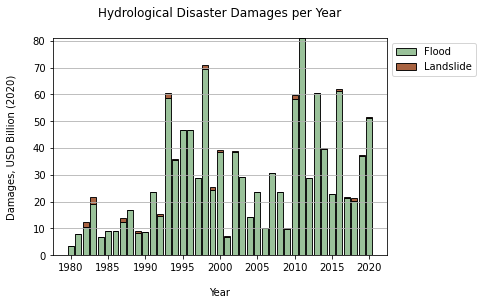 Hydrological Disaster Damages per Year
Flood
Landslide
Damages, USD Billion (2020)
80
70
60
50
40
30
20
10
0
1980 1985 1990 1995 2000 2005 2010 2015 2020
Year